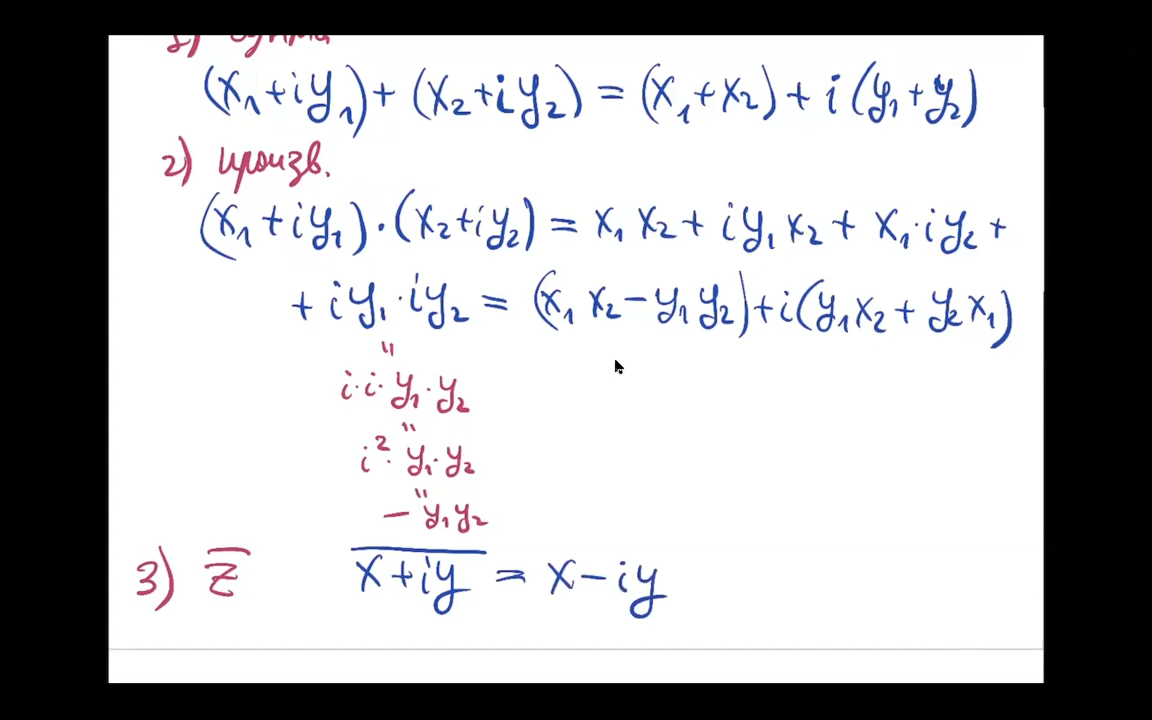 (x₁+iy₁)+(x₂+iy₂)=(x₁+x₂)+i(y₁+y₂)
2) произв.
(x₁+iy₁)·(x₂+iy₂)=x₁x₂+iy₁x₂+x₁·iy₂+
+iy₁·iy₂=(x₁x₂−y₁y₂)+i(y₁x₂+y₂x₁)
"
i·i·y₁·y₂
"
i²·y₁·y₂
"
−y₁y₂
3) z̅ x̅+̅i̅y̅ = x−iy